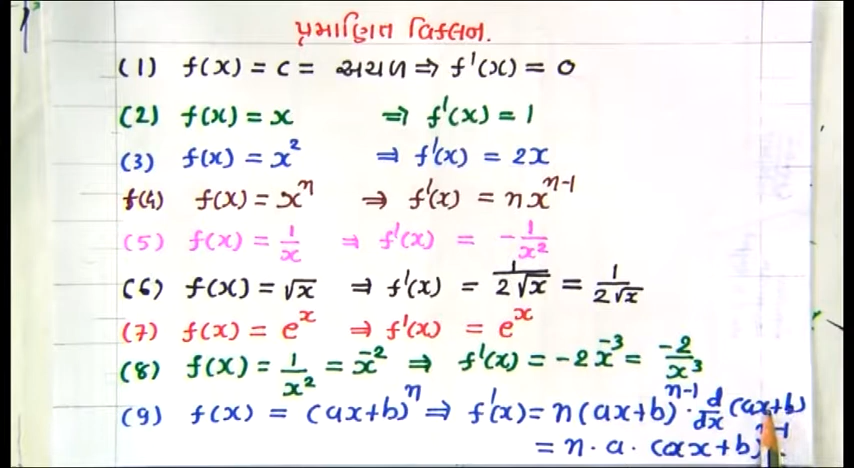 પ્રમાણિત વિકલન.
(1) f(x) = c = અચળ ⇒ f'(x) = 0
(2) f(x) = x ⇒ f'(x) = 1
(3) f(x) = x² ⇒ f'(x) = 2x
f(4) f(x) = xⁿ ⇒ f'(x) = nxⁿ⁻¹
(5) f(x) = 1/x ⇒ f'(x) = -1/x²
(6) f(x) = √x ⇒ f'(x) = 1/2√x = 1/2√x
(7) f(x) = eˣ ⇒ f'(x) = eˣ
(8) f(x) = 1/x² = x⁻² ⇒ f'(x) = -2x⁻³ = -2/x³
(9) f(x) = (ax+b)ⁿ ⇒ f'(x) = n(ax+b)ⁿ⁻¹ · d/dx (ax+b)
= n · a · (ax+b)ⁿ⁻¹